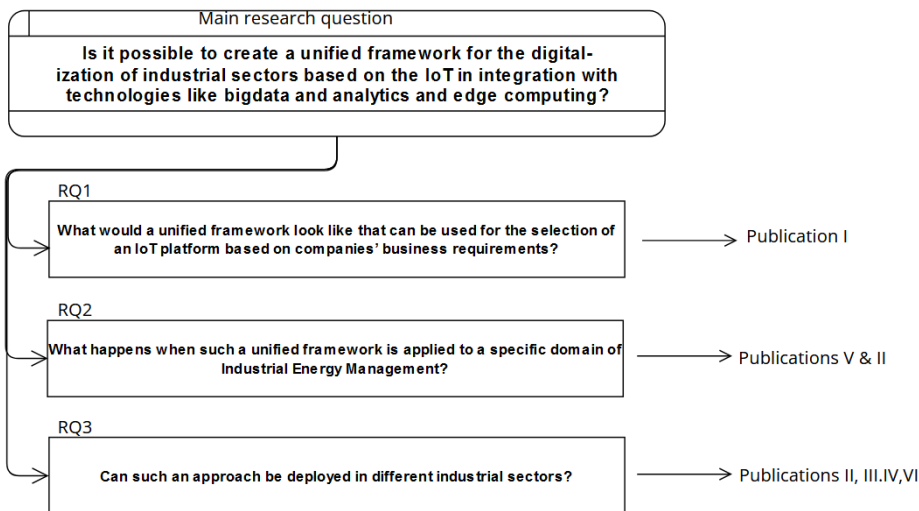 Main research question
Is it possible to create a unified framework for the digital-
ization of industrial sectors based on the IoT in integration with
technologies like bigdata and analytics and edge computing?
RQ1
What would a unified framework look like that can be used for the selection of
an IoT platform based on companies’ business requirements?
Publication I
RQ2
What happens when such a unified framework is applied to a specific domain of
Industrial Energy Management?
Publications V & II
RQ3
Can such an approach be deployed in different industrial sectors?
Publications II, III.IV,VI